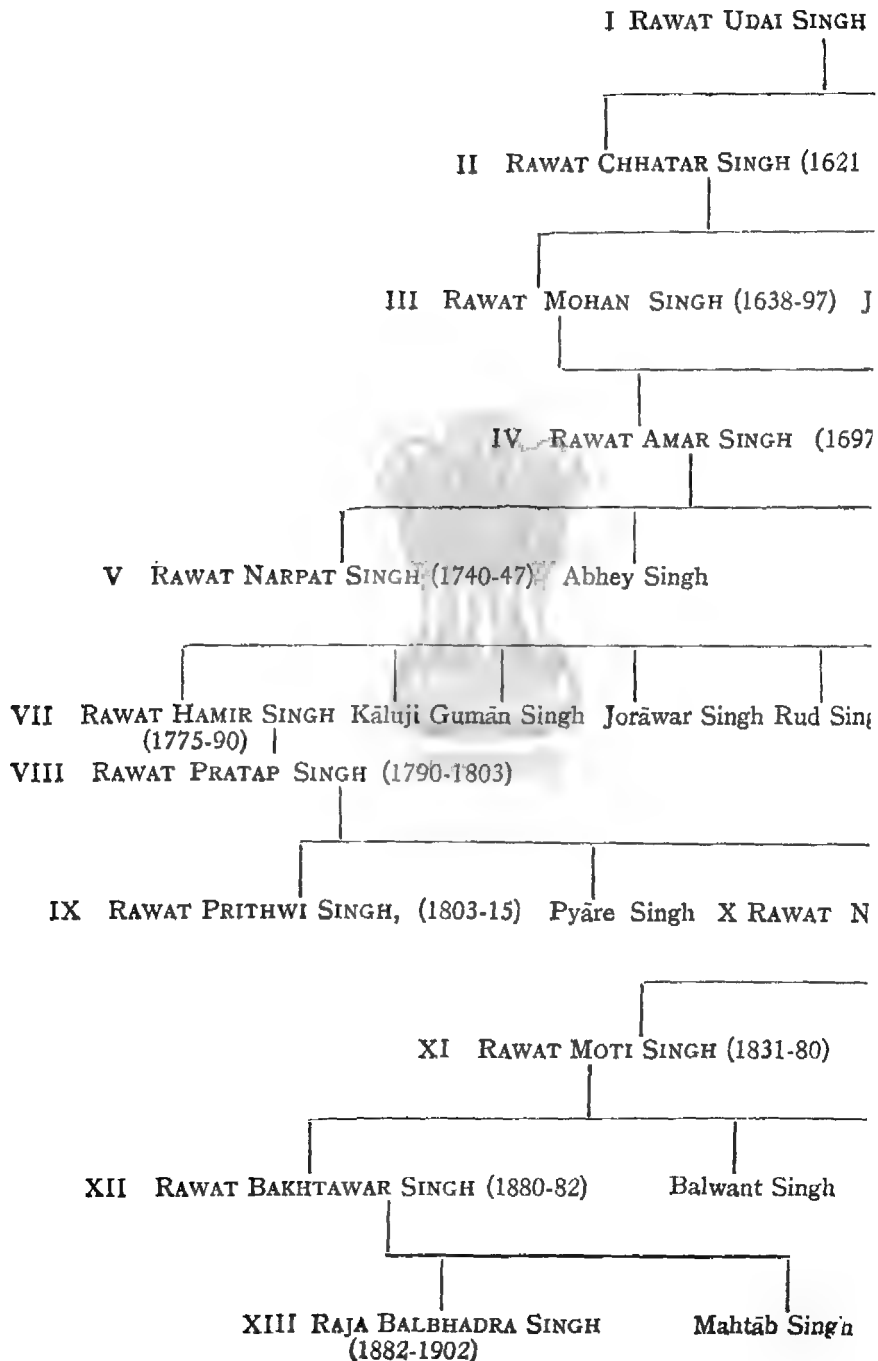 I RAWAT UDAI SINGH
II RAWAT CHHATAR SINGH (1621
III RAWAT MOHAN SINGH (1638-97) J
IV RAWAT AMAR SINGH (1697
V RAWAT NARPAT SINGH (1740-47) Abhey Singh
VII RAWAT HAMIR SINGH Kāluji Gumān Singh Jorāwar Singh Rud Sing
(1775-90)
VIII RAWAT PRATAP SINGH (1790-1803)
IX RAWAT PRITHWI SINGH, (1803-15) Pyāre Singh X RAWAT N
XI RAWAT MOTI SINGH (1831-80)
XII RAWAT BAKHTAWAR SINGH (1880-82) Balwant Singh
XIII RAJA BALBHADRA SINGH Mahtāb Singh
(1882-1902)